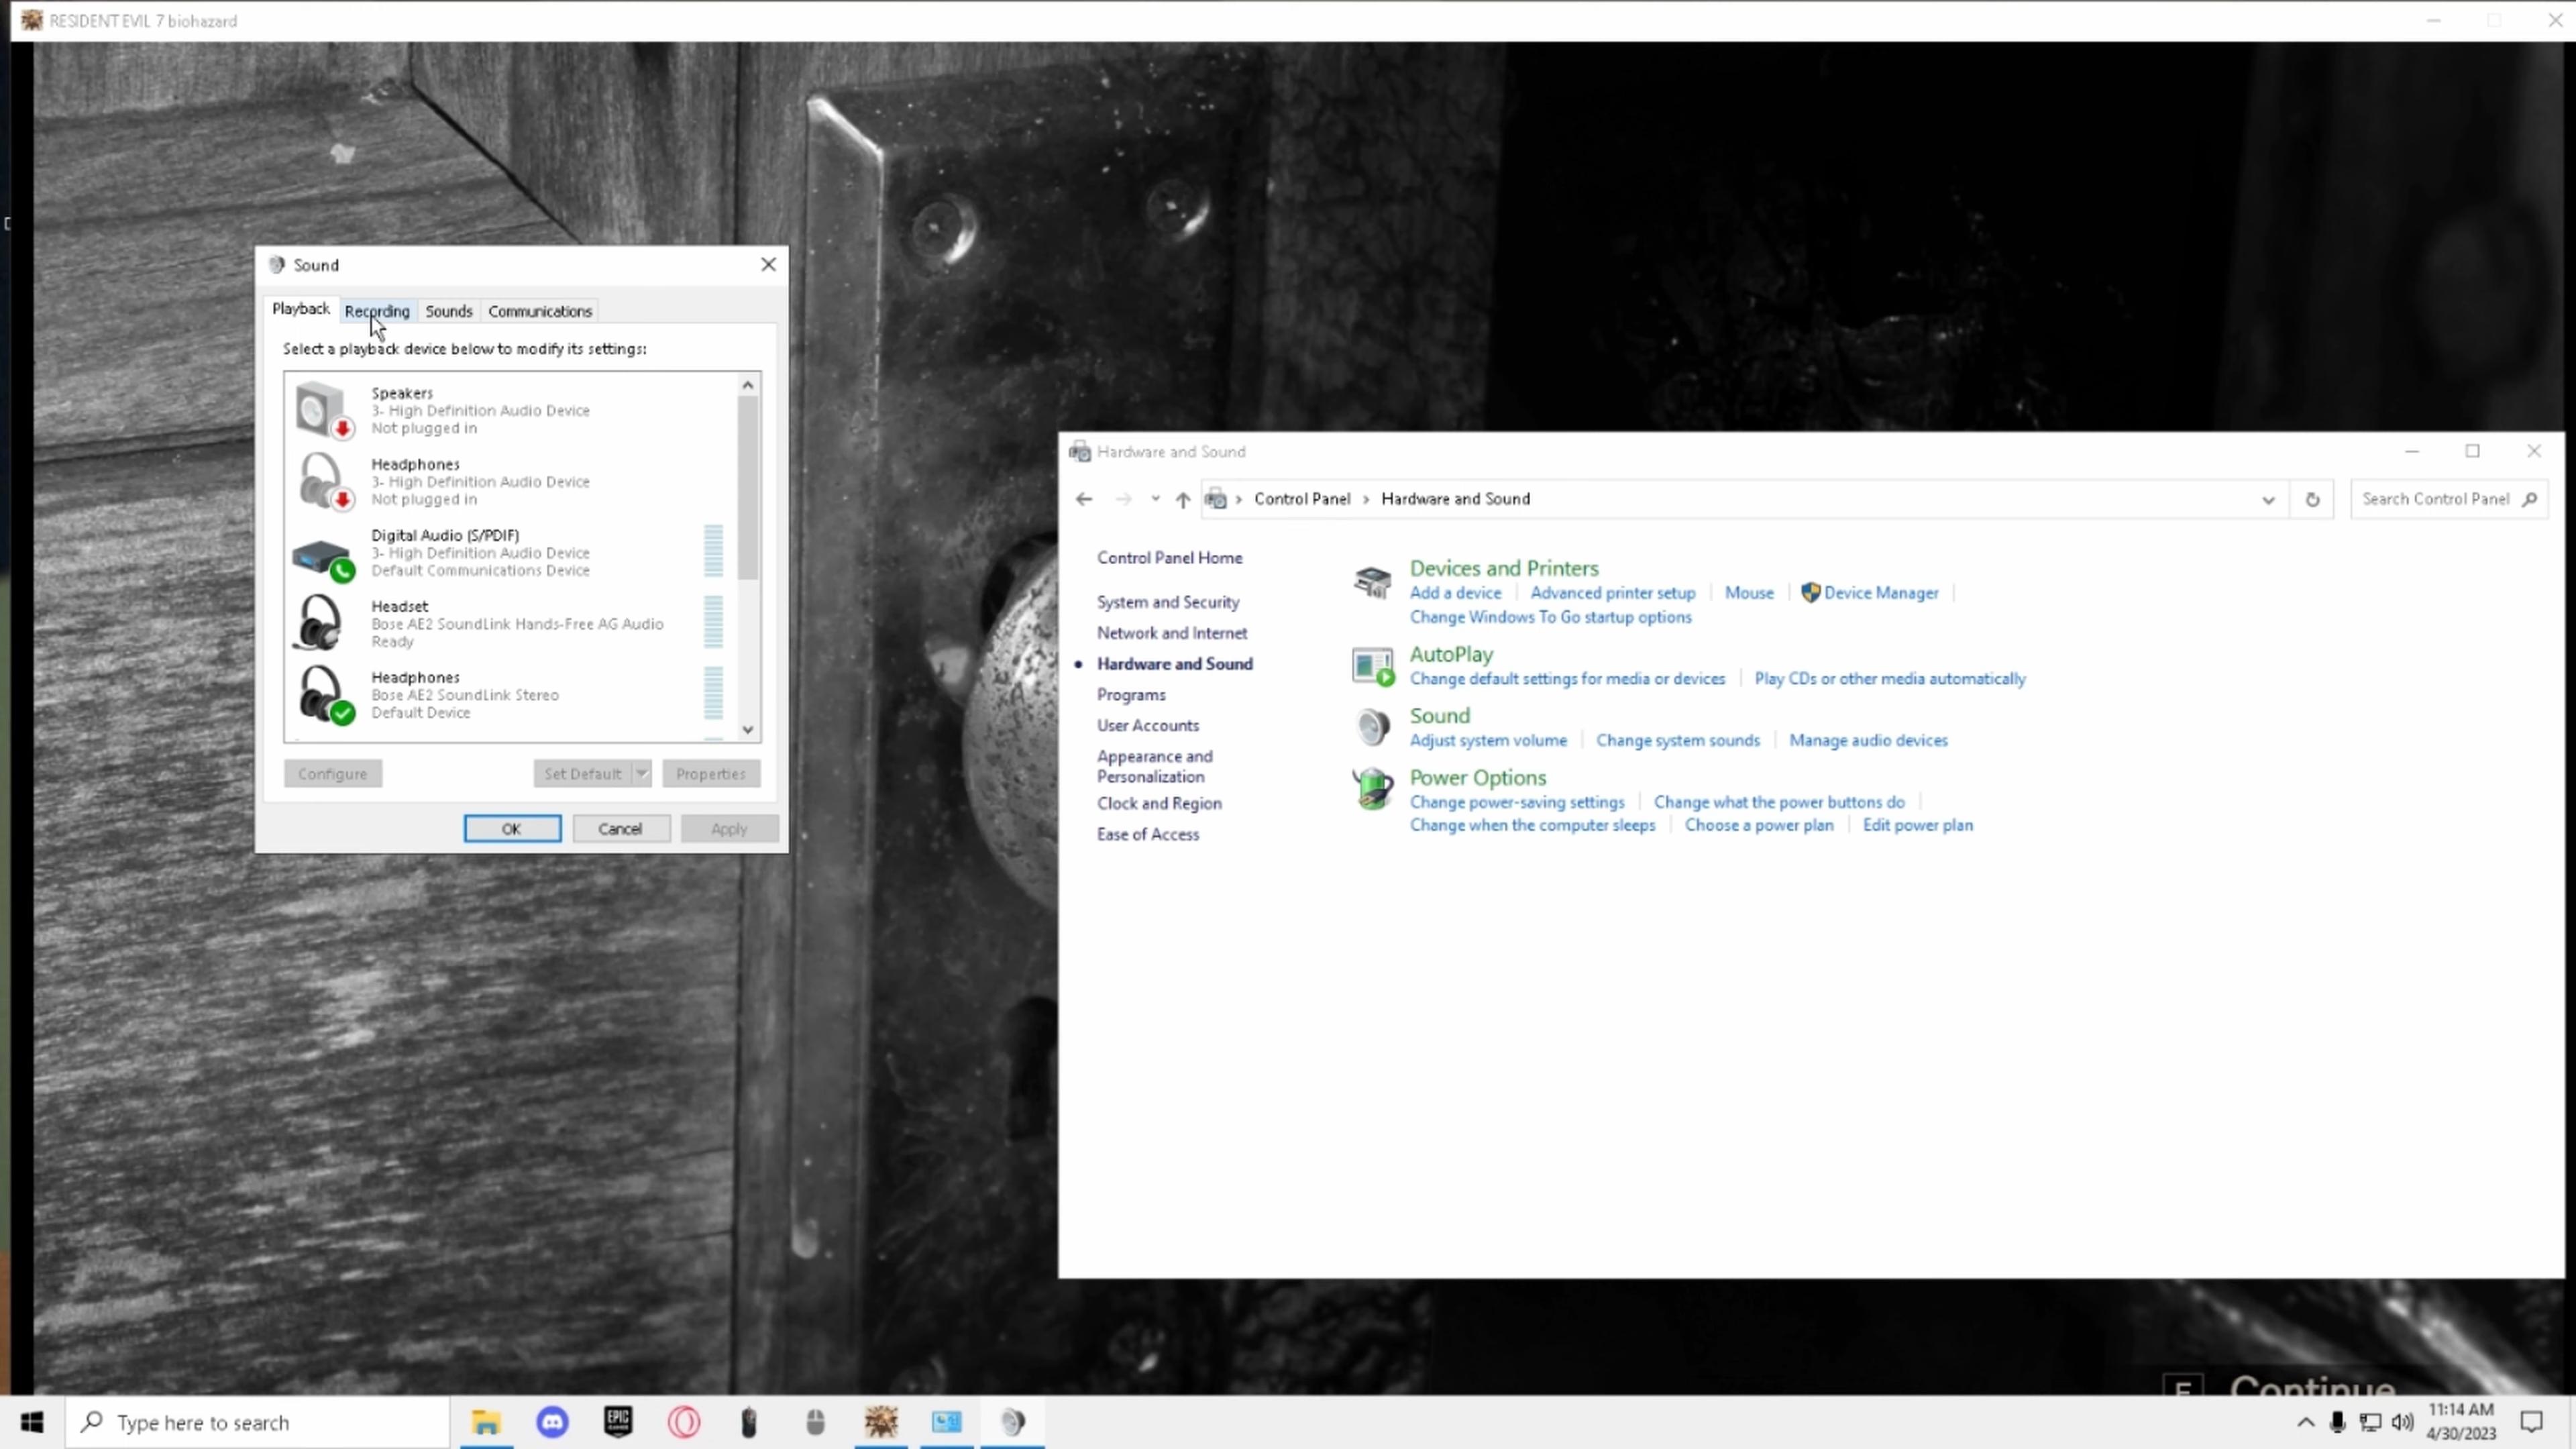 RESIDENT EVIL 7 biohazard
Sound
Playback
Recording
Sounds
Communications
Select a playback device below to modify its settings:
Speakers
3- High Definition Audio Device
Not plugged in
Headphones
3- High Definition Audio Device
Not plugged in
Digital Audio (S/PDIF)
3- High Definition Audio Device
Default Communications Device
Headset
Bose AE2 SoundLink Hands-Free AG Audio
Ready
Headphones
Bose AE2 SoundLink Stereo
Default Device
Configure
Set Default
Properties
OK
Cancel
Apply
Hardware and Sound
Control Panel › Hardware and Sound
Search Control Panel
Control Panel Home
System and Security
Network and Internet
Hardware and Sound
Programs
User Accounts
Appearance and
Personalization
Clock and Region
Ease of Access
Devices and Printers
Add a device
Advanced printer setup
Mouse
Device Manager
Change Windows To Go startup options
AutoPlay
Change default settings for media or devices
Play CDs or other media automatically
Sound
Adjust system volume
Change system sounds
Manage audio devices
Power Options
Change power-saving settings
Change what the power buttons do
Change when the computer sleeps
Choose a power plan
Edit power plan
Continue
Type here to search
EPIC
GAMES
11:14 AM
4/30/2023